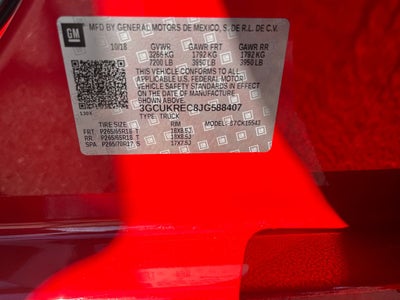 GM
MFD BY GENERAL MOTORS DE MEXICO, S. DE R.L. DE C.V.
10/18 GVWR GAWR FRT GAWR RR
3266 KG 1792 KG 1792 KG
7200 LB 3950 LB 3950 LB
THIS VEHICLE CONFORMS TO ALL
APPLICABLE U.S. FEDERAL MOTOR
VEHICLE SAFETY STANDARDS
IN EFFECT ON THE DATE OF
MANUFACTURE SHOWN ABOVE.
3GCUKREC8JG588407
TYPE: TRUCK
TIRE SIZE RIM
FRT: P265/65R18 T 18X8.5J
RR: P265/65R18 T 18X8.5J
SPA: P265/70R17 S 17X7.5J